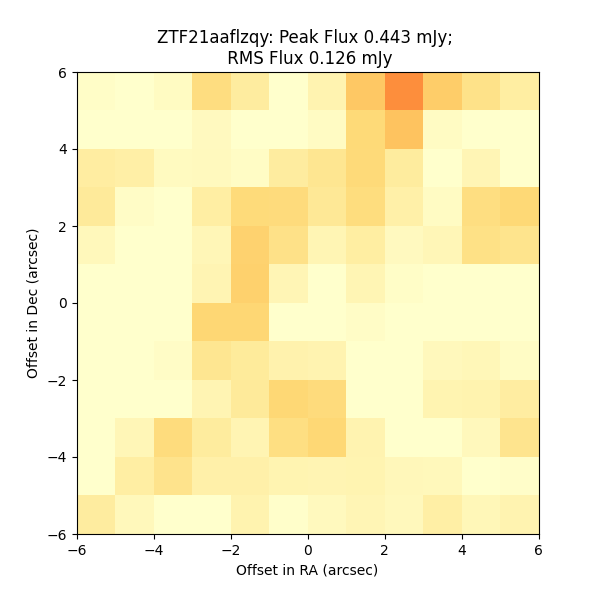 ZTF21aaflzqy: Peak Flux 0.443 mJy;
RMS Flux 0.126 mJy
6
4
2
0
−2
−4
−6
Offset in Dec (arcsec)
−6 −4 −2 0 2 4 6
Offset in RA (arcsec)